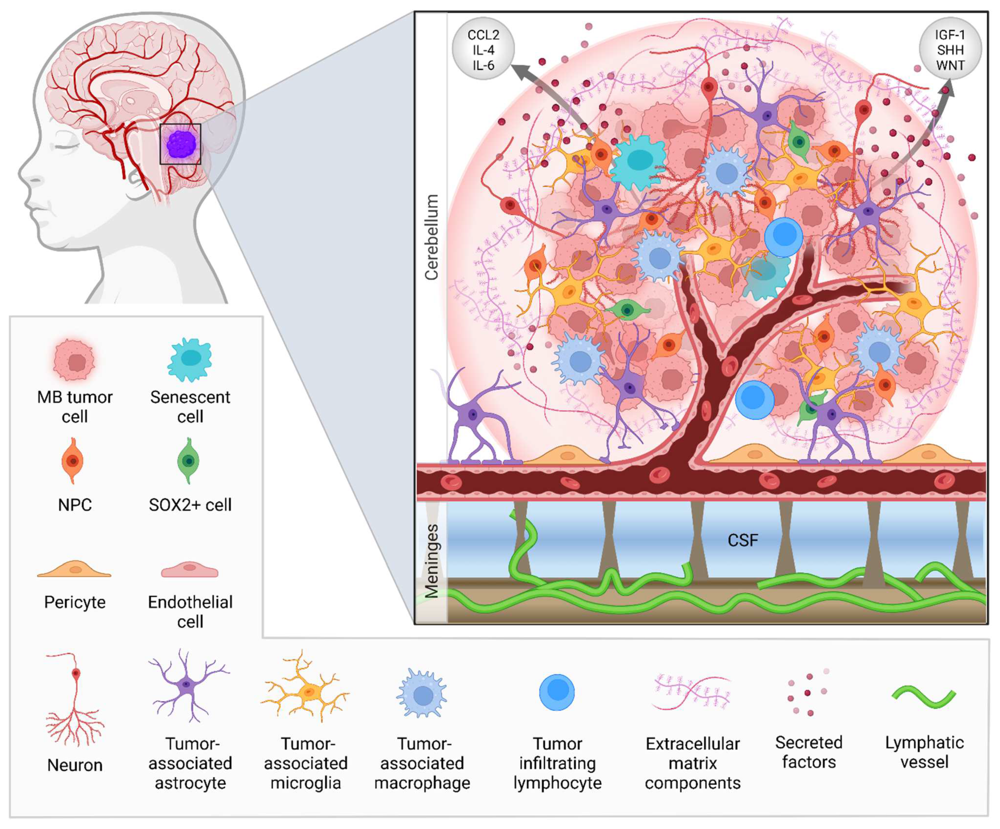 CCL2
IL-4
IL-6
IGF-1
SHH
WNT
Cerebellum
Meninges
CSF
MB tumor
cell
Senescent
cell
NPC
SOX2+ cell
Pericyte
Endothelial
cell
Neuron
Tumor-
associated
astrocyte
Tumor-
associated
microglia
Tumor-
associated
macrophage
Tumor
infiltrating
lymphocyte
Extracellular
matrix
components
Secreted
factors
Lymphatic
vessel